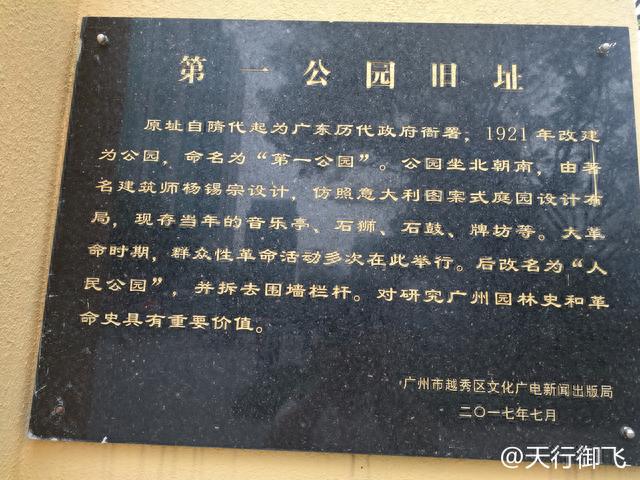 第一公园旧址
原址自隋代起为广东历代政府衙署，1921年改建
为公园，命名为“第一公园”。公园坐北朝南，由著
名建筑师杨锡宗设计，仿照意大利图案式庭园设计布
局，现存当年的音乐亭、石狮、石鼓、牌坊等。大革
命时期，群众性革命活动多次在此举行。后改名为“人
民公园”，并拆去围墙栏杆。对研究广州园林史和革
命史具有重要价值。
广州市越秀区文化广电新闻出版局
二〇一七年七月
@天行御飞